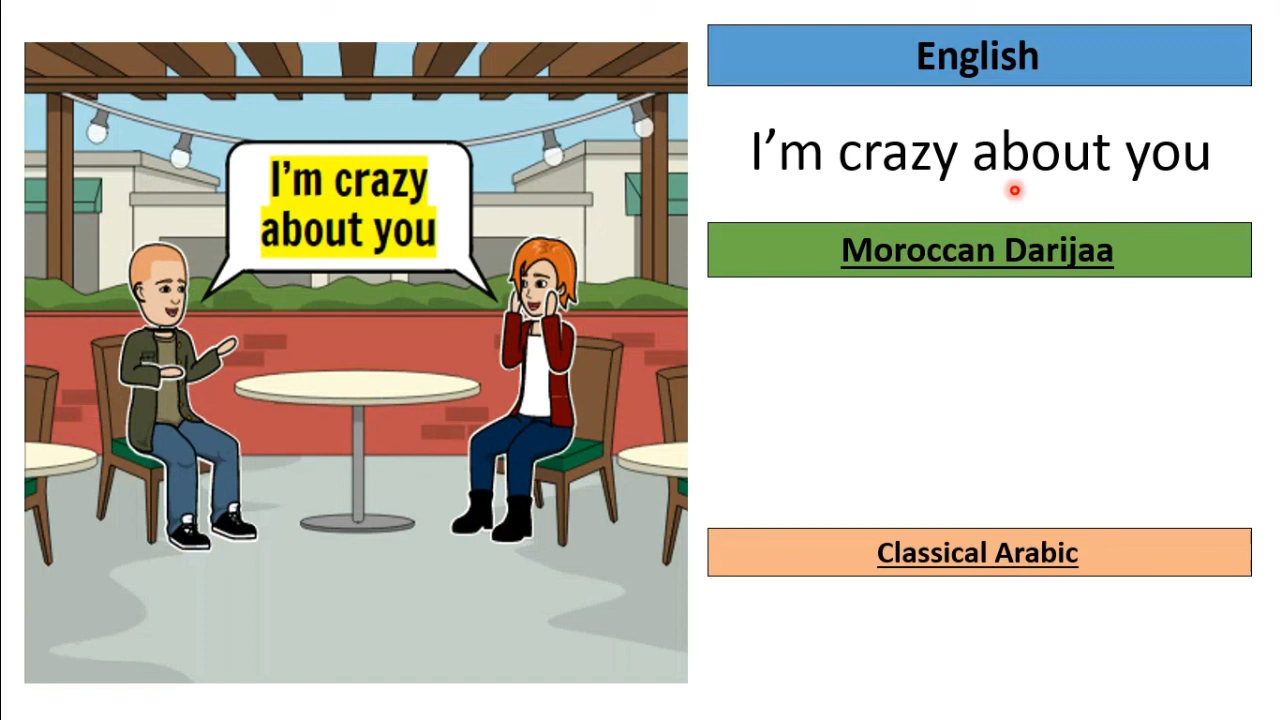 I'm crazy
about you
English
I'm crazy about you
Moroccan Darijaa
Classical Arabic